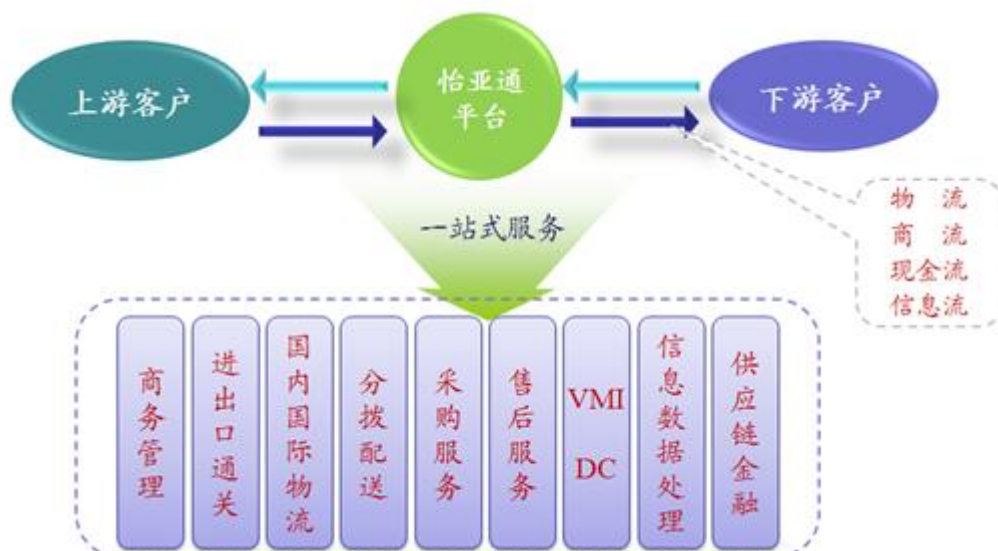 上游客户
怡亚通
平台
下游客户
物 流
商 流
现金流
信息流
一站式服务
商务管理
进出口通关
国内国际物流
分拨配送
采购服务
售后服务
VMI
DC
信息数据处理
供应链金融